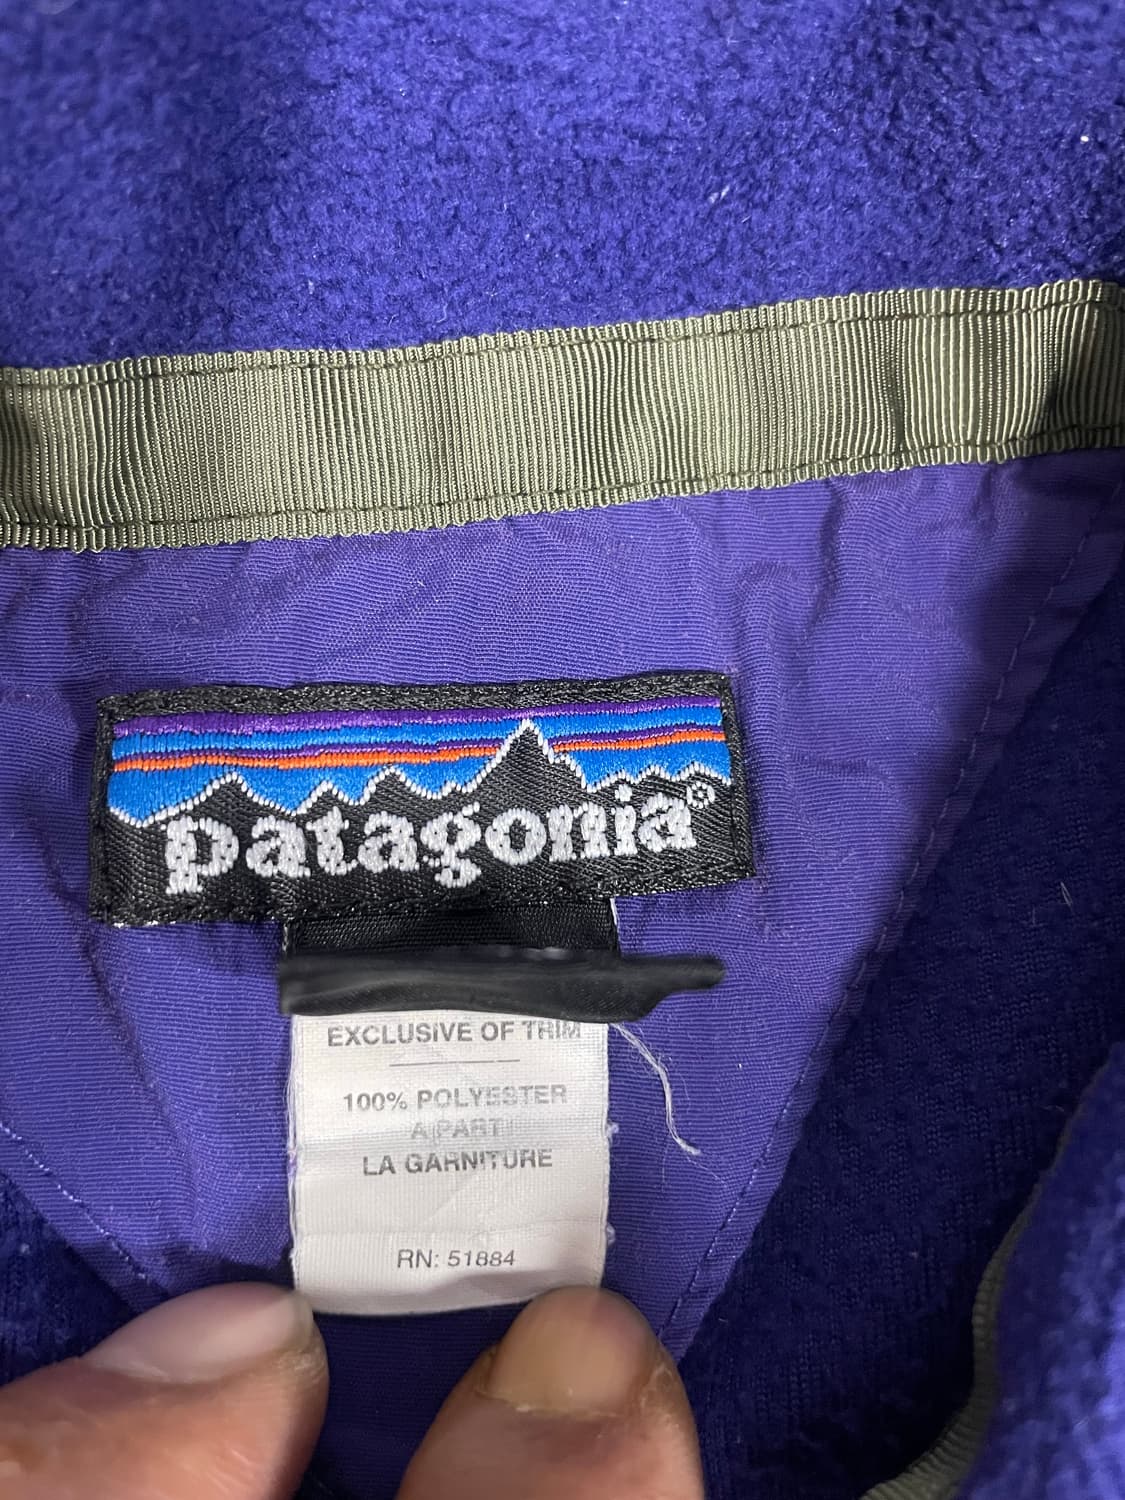 patagonia®
EXCLUSIVE OF TRIM
100% POLYESTER
A PART
LA GARNITURE
RN: 51884